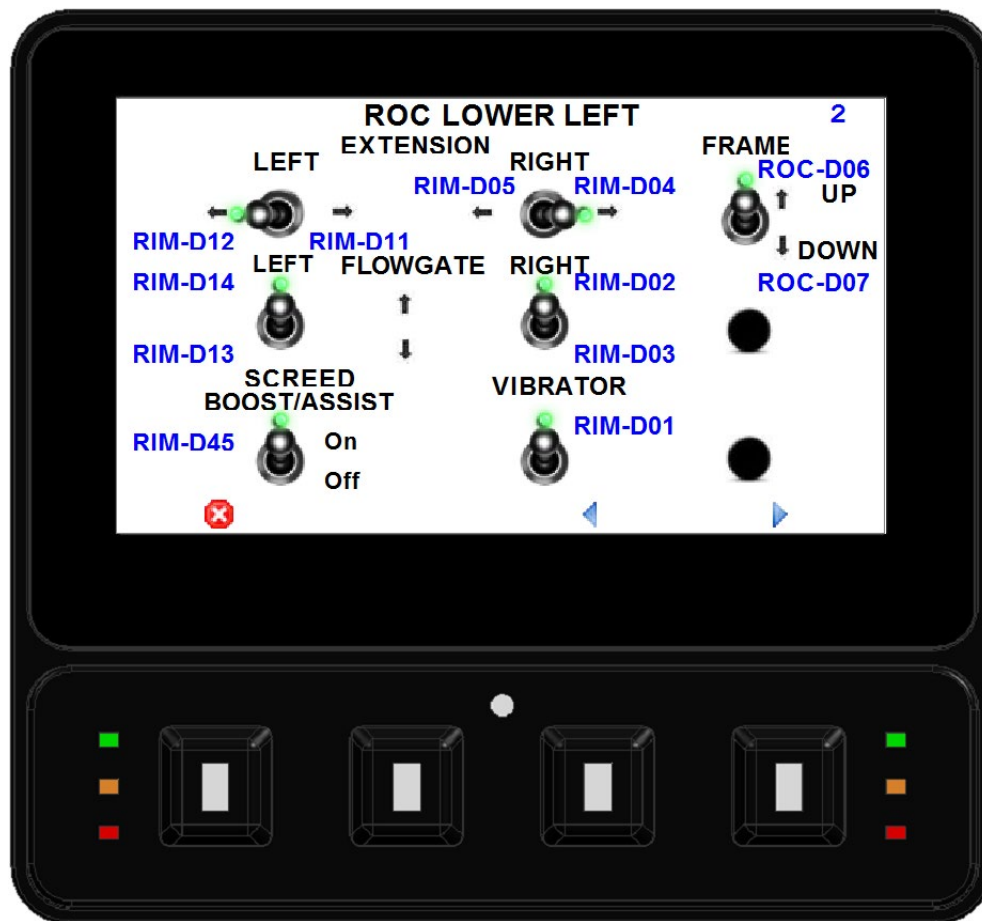 ROC LOWER LEFT
2
EXTENSION
LEFT
RIGHT
FRAME
RIM-D05
RIM-D04
ROC-D06
UP
RIM-D12
RIM-D11
DOWN
LEFT
FLOWGATE
RIGHT
RIM-D14
RIM-D02
ROC-D07
RIM-D13
RIM-D03
SCREED
BOOST/ASSIST
VIBRATOR
RIM-D45
On
RIM-D01
Off